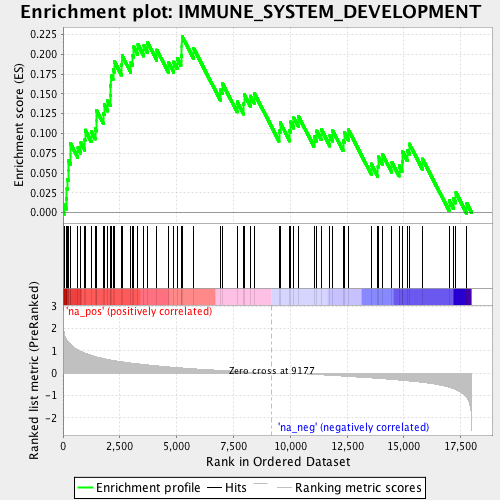 Enrichment plot: IMMUNE_SYSTEM_DEVELOPMENT
Enrichment score (ES)
0.225
0.200
0.175
0.150
0.125
0.100
0.075
0.050
0.025
0.000
'na_pos' (positively correlated)
Ranked list metric (PreRanked)
3
2
1
0
-1
-2
Zero cross at 9177
'na_neg' (negatively correlated)
0
2,500
5,000
7,500
10,000
12,500
15,000
17,500
Rank in Ordered Dataset
Enrichment profile
Hits
Ranking metric scores